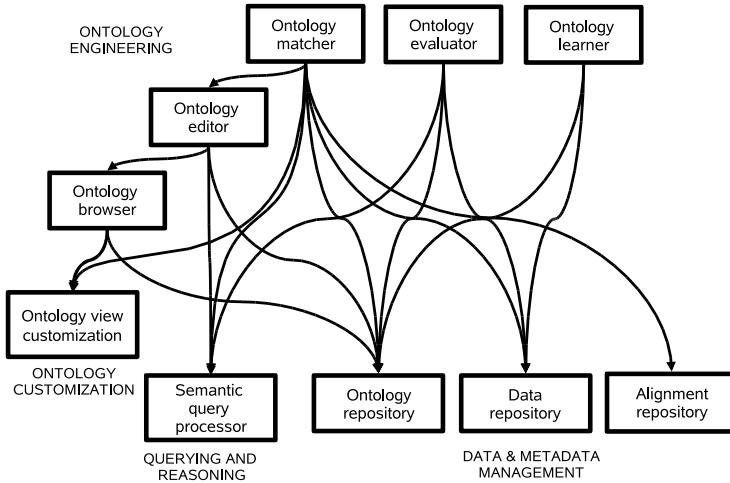 ONTOLOGY
ENGINEERING
Ontology
matcher
Ontology
evaluator
Ontology
learner
Ontology
editor
Ontology
browser
Ontology view
customization
ONTOLOGY
CUSTOMIZATION
Semantic
query
processor
Ontology
repository
Data
repository
Alignment
repository
QUERYING AND
REASONING
DATA & METADATA
MANAGEMENT